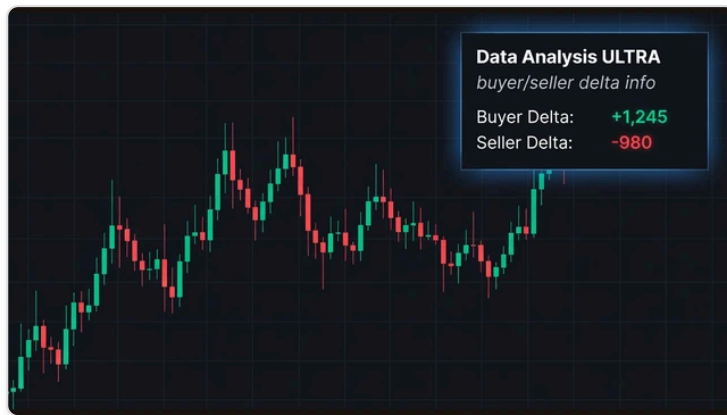 Data Analysis ULTRA
buyer/seller delta info
Buyer Delta: +1,245
Seller Delta: -980